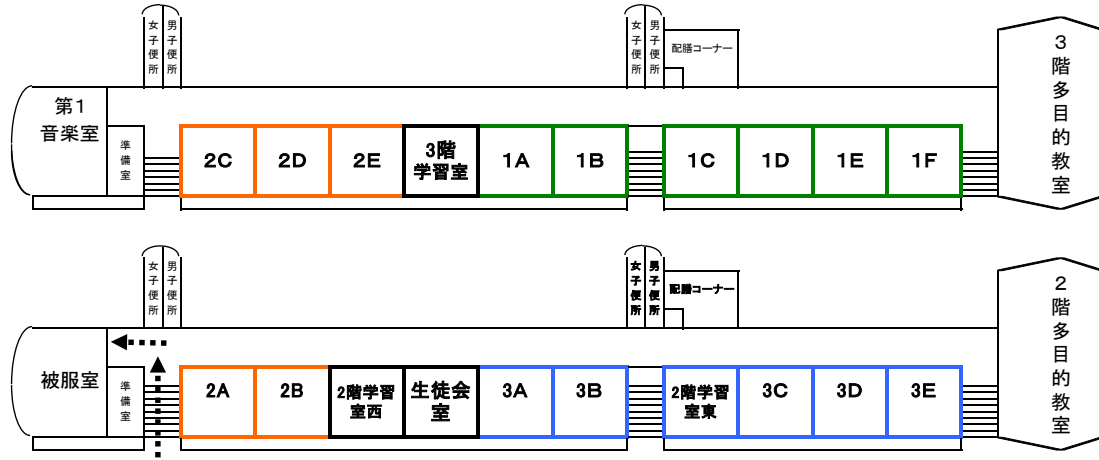 女子便所
男子便所
女子便所
男子便所
配膳コーナー
3階多目的教室
第1
音楽室
準備室
2C
2D
2E
3階
学習室
1A
1B
1C
1D
1E
1F
女子便所
男子便所
女子便所
男子便所
配膳コーナー
2階多目的教室
被服室
準備室
2A
2B
2階学習
室西
生徒会
室
3A
3B
2階学習
室東
3C
3D
3E